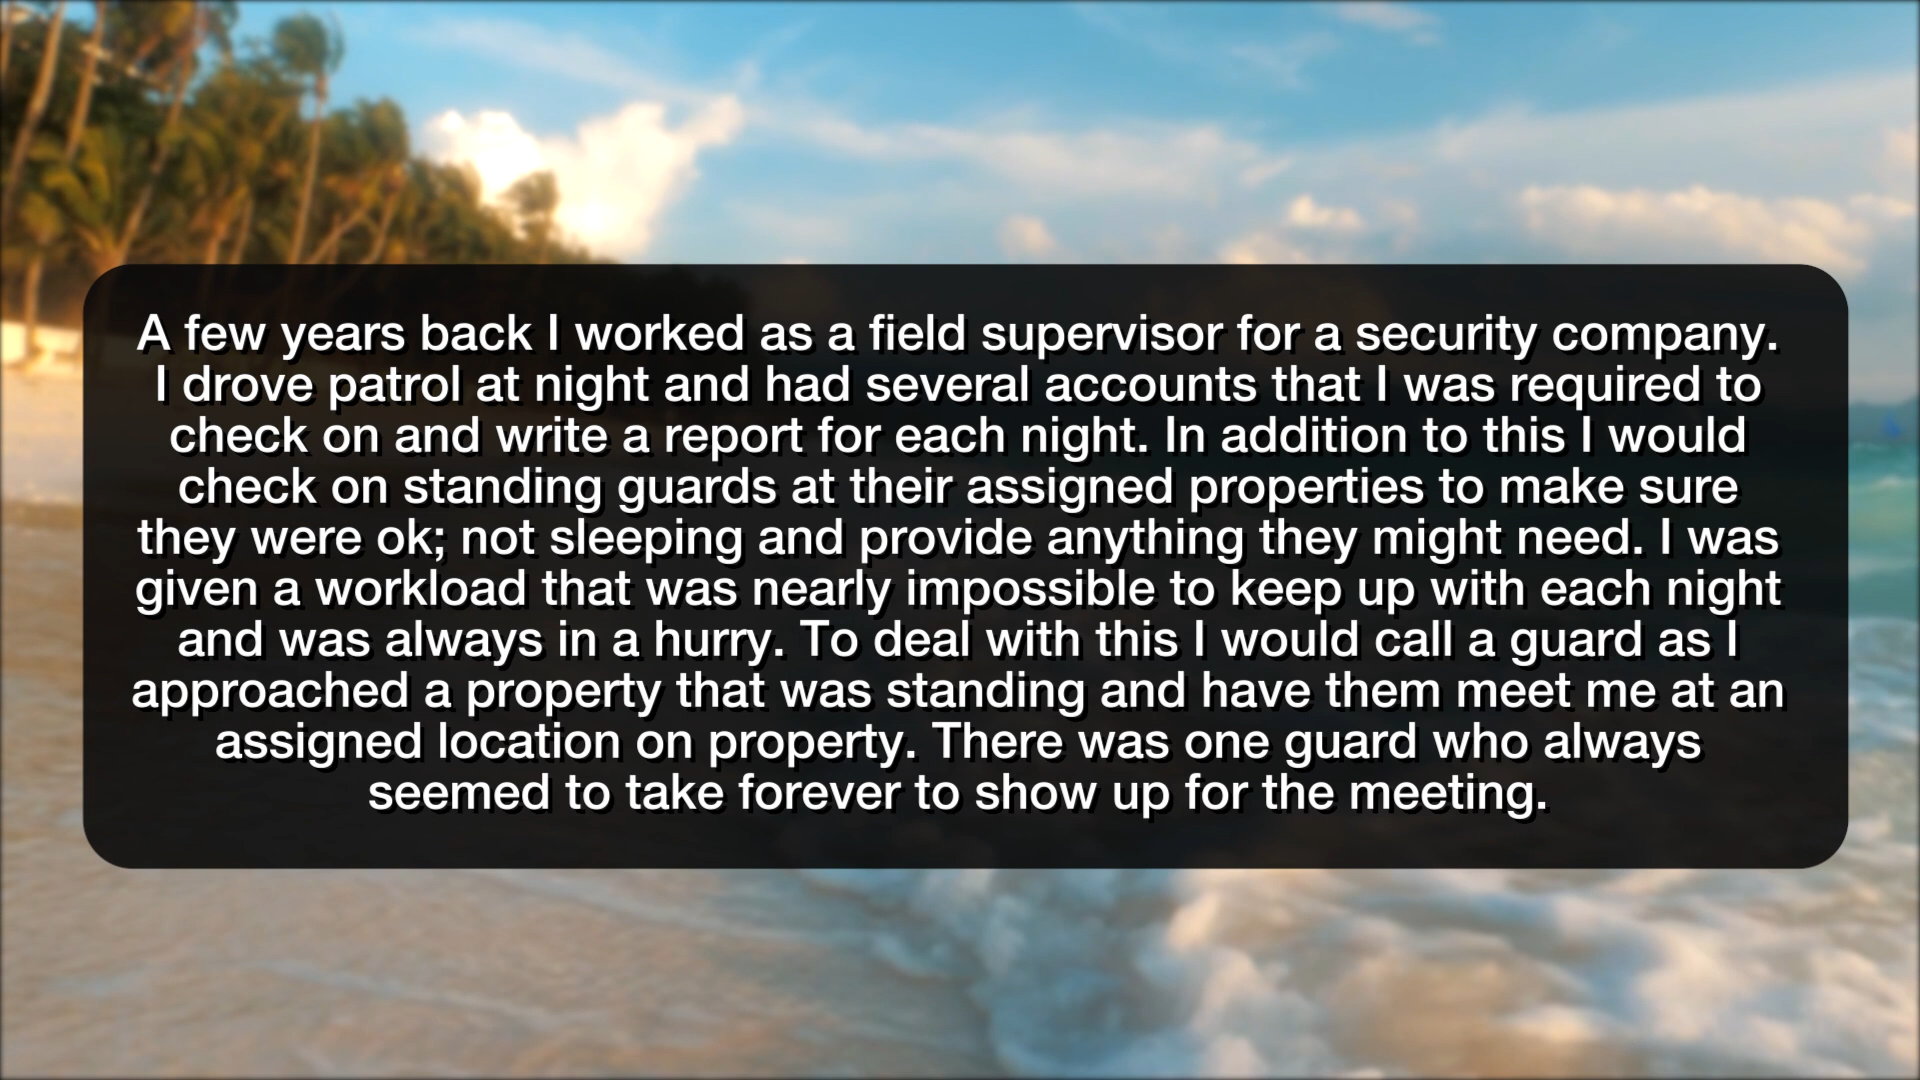 A few years back I worked as a field supervisor for a security company.
I drove patrol at night and had several accounts that I was required to
check on and write a report for each night. In addition to this I would
check on standing guards at their assigned properties to make sure
they were ok; not sleeping and provide anything they might need. I was
given a workload that was nearly impossible to keep up with each night
and was always in a hurry. To deal with this I would call a guard as I
approached a property that was standing and have them meet me at an
assigned location on property. There was one guard who always
seemed to take forever to show up for the meeting.